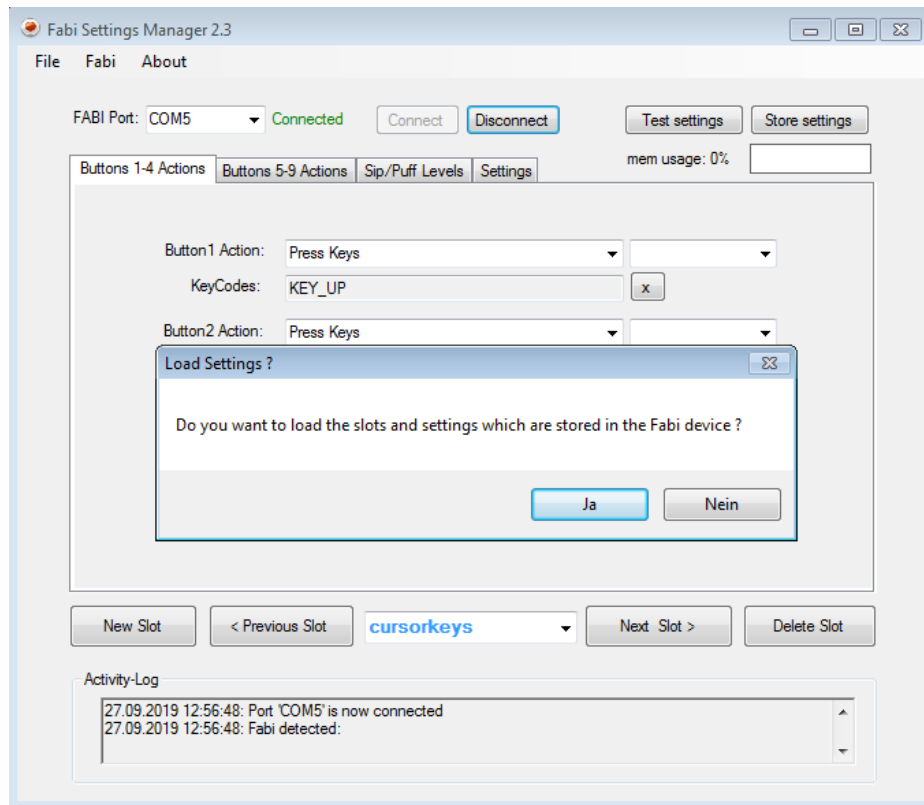 Fabi Settings Manager 2.3
File Fabi About
FABI Port: COM5 Connected Connect Disconnect Test settings Store settings
mem usage: 0%
Buttons 1-4 Actions Buttons 5-9 Actions Sip/Puff Levels Settings
Button1 Action: Press Keys
KeyCodes: KEY_UP x
Button2 Action: Press Keys
Load Settings ?
Do you want to load the slots and settings which are stored in the Fabi device ?
Ja Nein
New Slot < Previous Slot cursorkeys Next Slot > Delete Slot
Activity-Log
27.09.2019 12:56:48: Port 'COM5' is now connected
27.09.2019 12:56:48: Fabi detected: